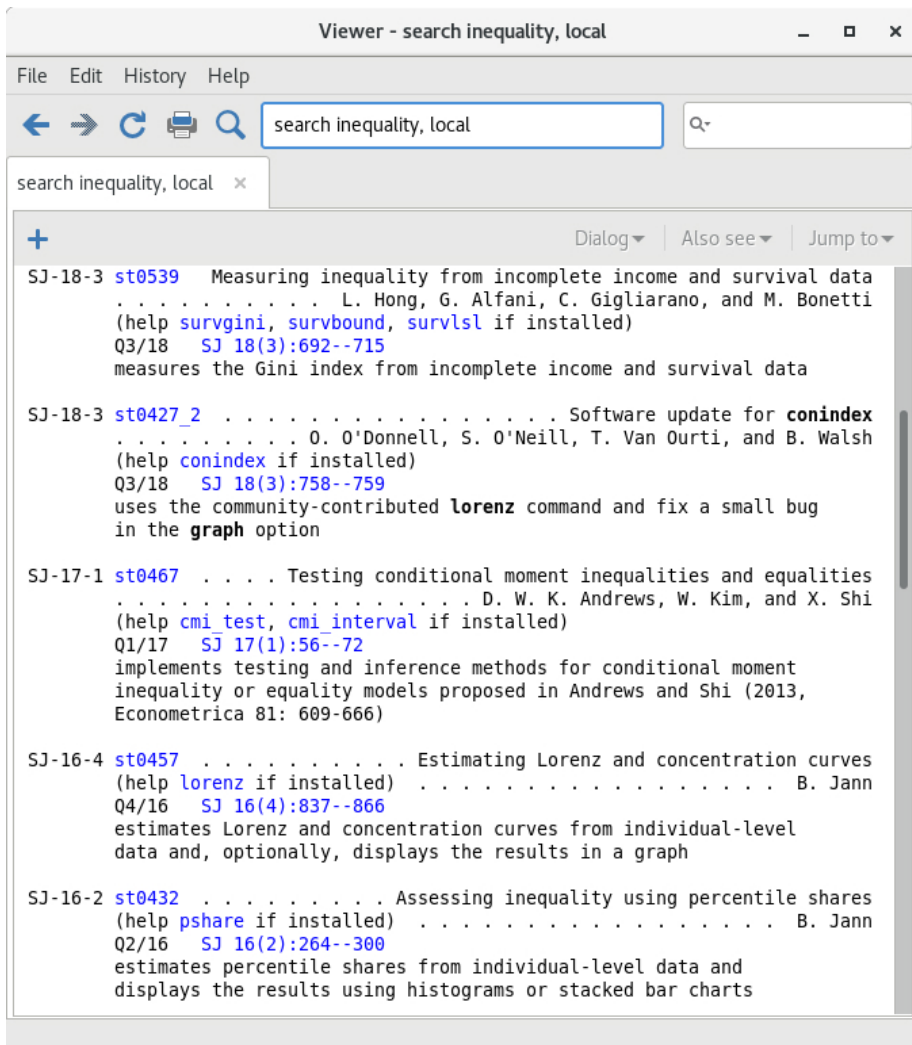 Viewer - search inequality, local
File Edit History Help
search inequality, local
search inequality, local
Dialog Also see Jump to
SJ-18-3 st0539 Measuring inequality from incomplete income and survival data
. . . . . . . . . . . L. Hong, G. Alfani, C. Gigliarano, and M. Bonetti
(help survgini, survbound, survlsl if installed)
Q3/18 SJ 18(3):692--715
measures the Gini index from incomplete income and survival data
SJ-18-3 st0427_2 . . . . . . . . . . . . . . . . Software update for conindex
. . . . . . . . . O. O'Donnell, S. O'Neill, T. Van Ourti, and B. Walsh
(help conindex if installed)
Q3/18 SJ 18(3):758--759
uses the community-contributed lorenz command and fix a small bug
in the graph option
SJ-17-1 st0467 . . . . Testing conditional moment inequalities and equalities
. . . . . . . . . . . . . . . . . D. W. K. Andrews, W. Kim, and X. Shi
(help cmi_test, cmi_interval if installed)
Q1/17 SJ 17(1):56--72
implements testing and inference methods for conditional moment
inequality or equality models proposed in Andrews and Shi (2013,
Econometrica 81: 609-666)
SJ-16-4 st0457 . . . . . . . . . . Estimating Lorenz and concentration curves
(help lorenz if installed) . . . . . . . . . . . . . . . . . B. Jann
Q4/16 SJ 16(4):837--866
estimates Lorenz and concentration curves from individual-level
data and, optionally, displays the results in a graph
SJ-16-2 st0432 . . . . . . . . . Assessing inequality using percentile shares
(help pshare if installed) . . . . . . . . . . . . . . . . . B. Jann
Q2/16 SJ 16(2):264--300
estimates percentile shares from individual-level data and
displays the results using histograms or stacked bar charts